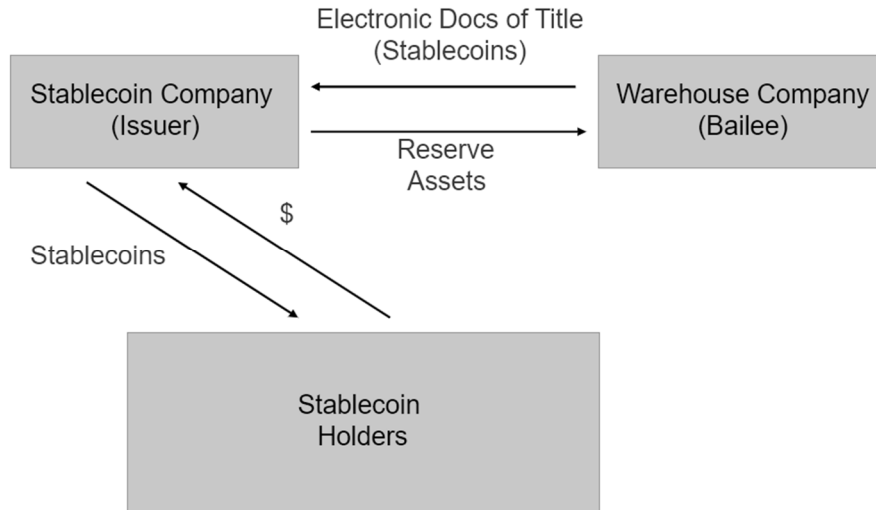 Electronic Docs of Title
(Stablecoins)
Stablecoin Company
(Issuer)
Warehouse Company
(Bailee)
Reserve
Assets
$
Stablecoins
Stablecoin
Holders